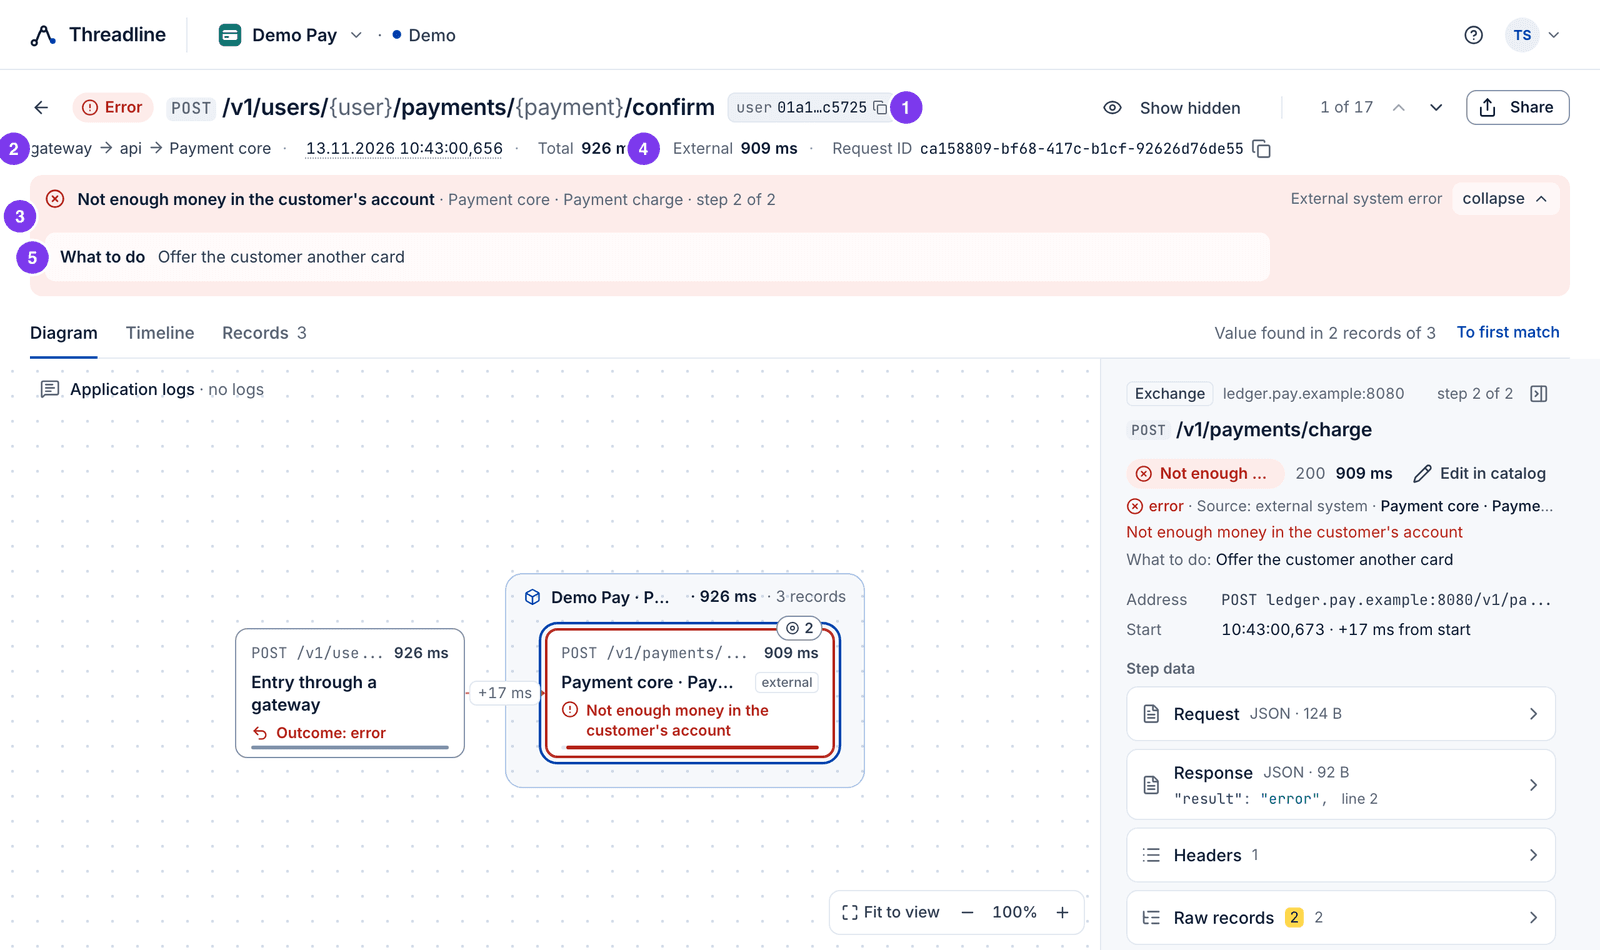 Threadline
Demo Pay · Demo
TS
Error POST /v1/users/{user}/payments/{payment}/confirm user 01a1…c5725 1
Show hidden 1 of 17 Share
2 gateway → api → Payment core · 13.11.2026 10:43:00,656 · Total 926 m 4 External 909 ms · Request ID ca158809-bf68-417c-b1cf-92626d76de55
3
Not enough money in the customer's account · Payment core · Payment charge · step 2 of 2
External system error collapse
5 What to do Offer the customer another card
Diagram Timeline Records 3
Value found in 2 records of 3 To first match
Application logs · no logs
Demo Pay · P... · 926 ms · 3 records
2
POST /v1/use... 926 ms
Entry through a
gateway
Outcome: error
+17 ms
POST /v1/payments/... 909 ms
Payment core · Pay... external
Not enough money in the
customer's account
Fit to view − 100% +
Exchange ledger.pay.example:8080 step 2 of 2
POST /v1/payments/charge
Not enough ... 200 909 ms Edit in catalog
error · Source: external system · Payment core · Payme...
Not enough money in the customer's account
What to do: Offer the customer another card
Address POST ledger.pay.example:8080/v1/pa...
Start 10:43:00,673 · +17 ms from start
Step data
Request JSON · 124 B
Response JSON · 92 B
"result": "error", line 2
Headers 1
Raw records 2 2